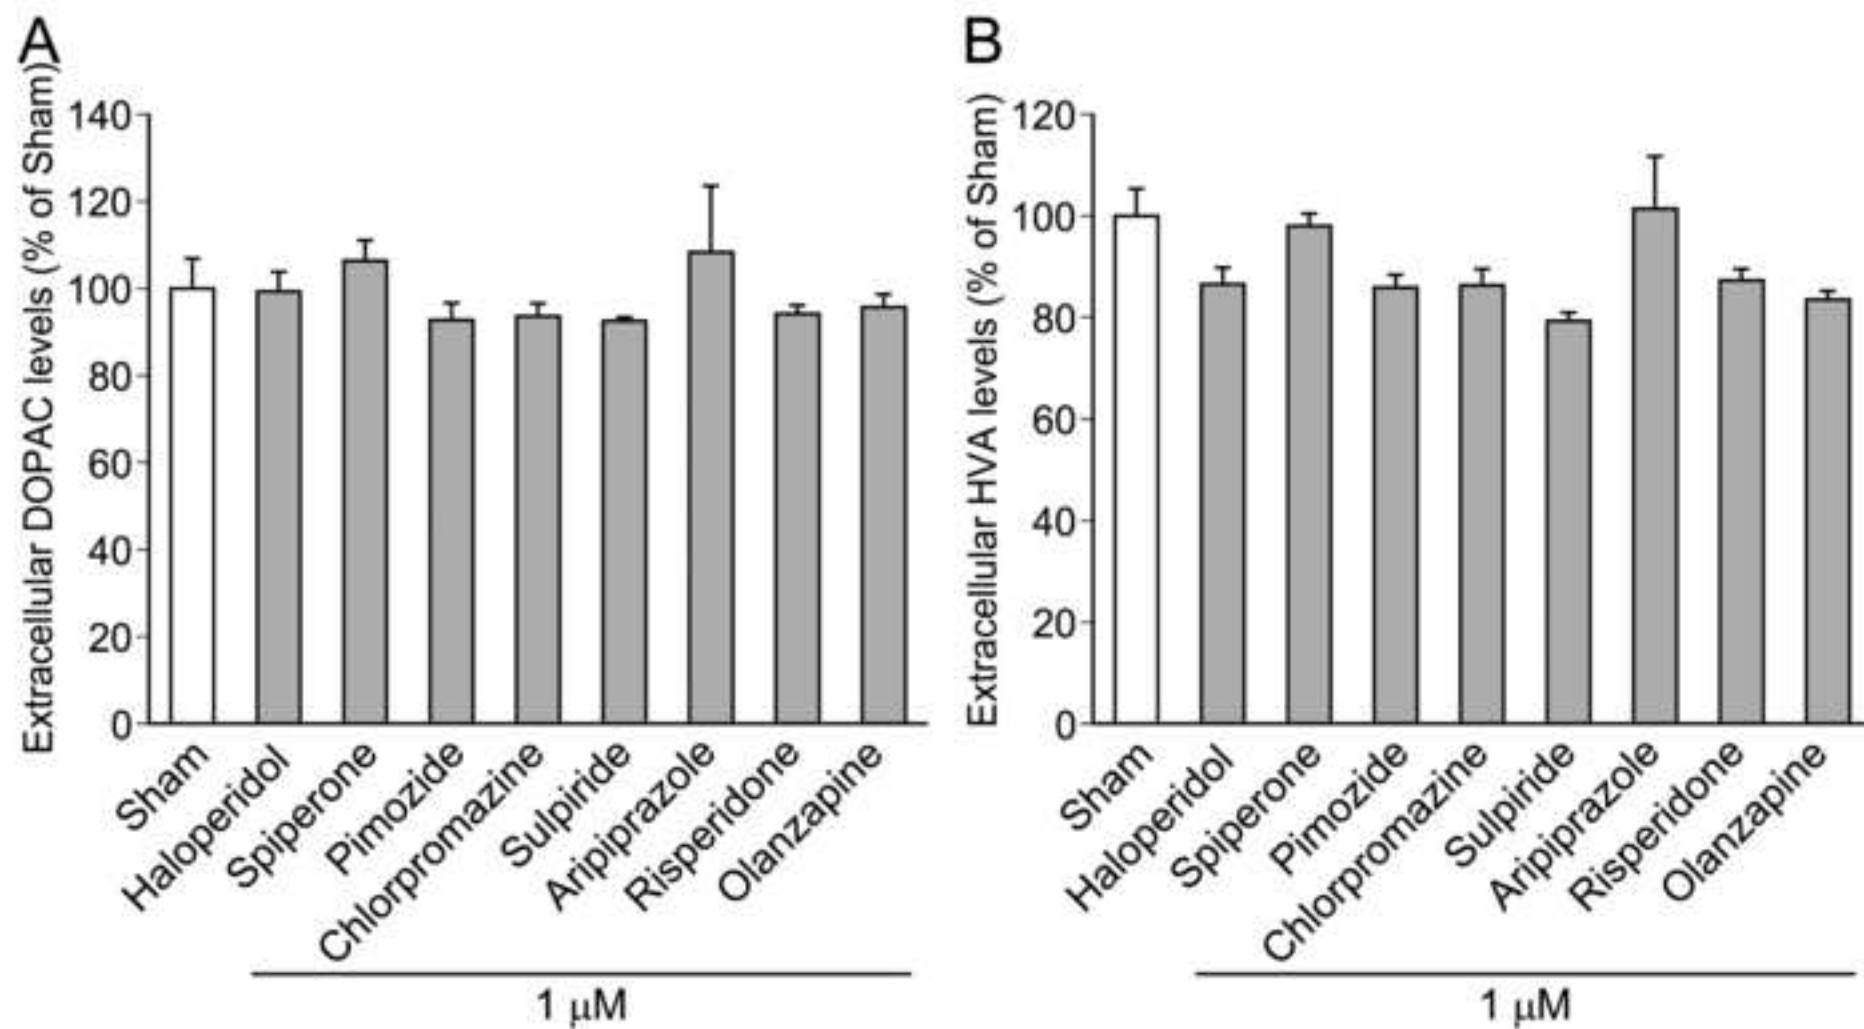 A
Extracellular DOPAC levels (% of Sham)
140
120
100
80
60
40
20
0
Sham
Haloperidol
Spiperone
Pimozide
Chlorpromazine
Sulpiride
Aripiprazole
Risperidone
Olanzapine
1 μM
B
Extracellular HVA levels (% of Sham)
120
100
80
60
40
20
0
Sham
Haloperidol
Spiperone
Pimozide
Chlorpromazine
Sulpiride
Aripiprazole
Risperidone
Olanzapine
1 μM